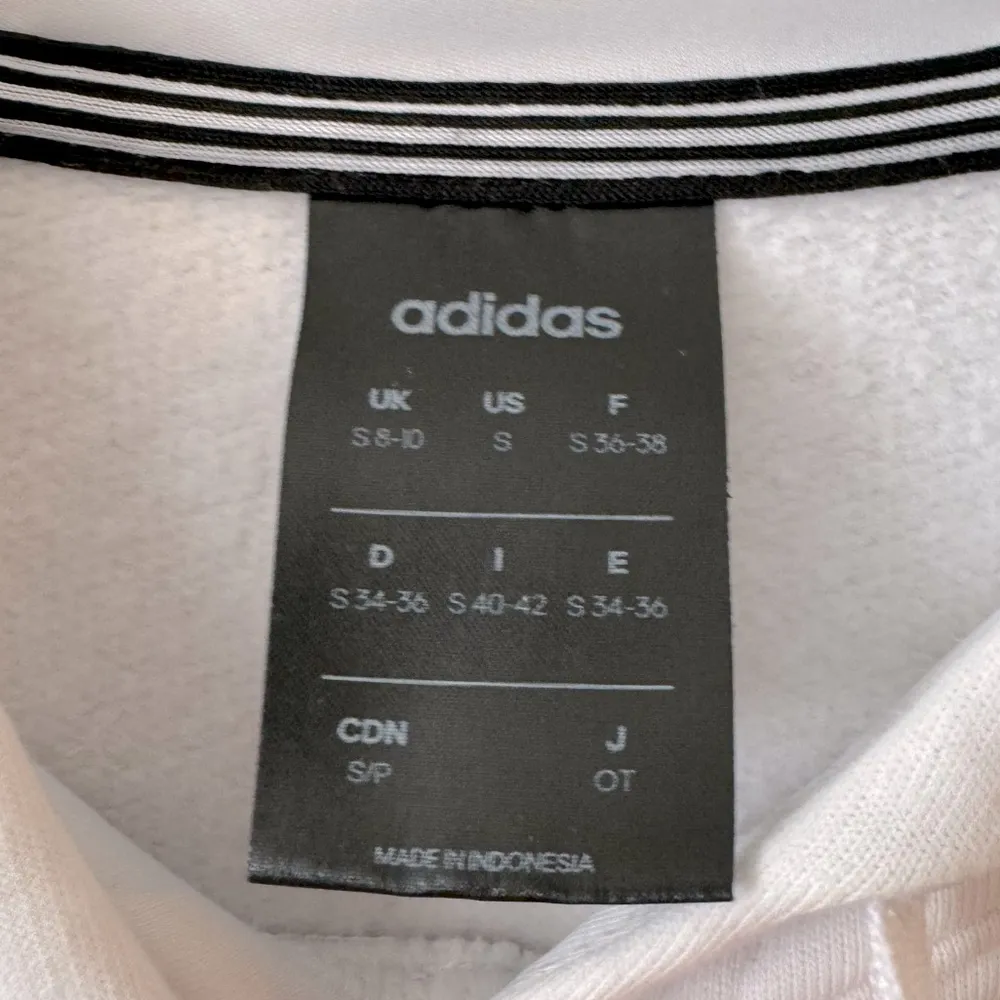 adidas
UK US F
S 8-10 S S 36-38
D I E
S 34-36 S 40-42 S 34-36
CDN J
S/P OT
MADE IN INDONESIA